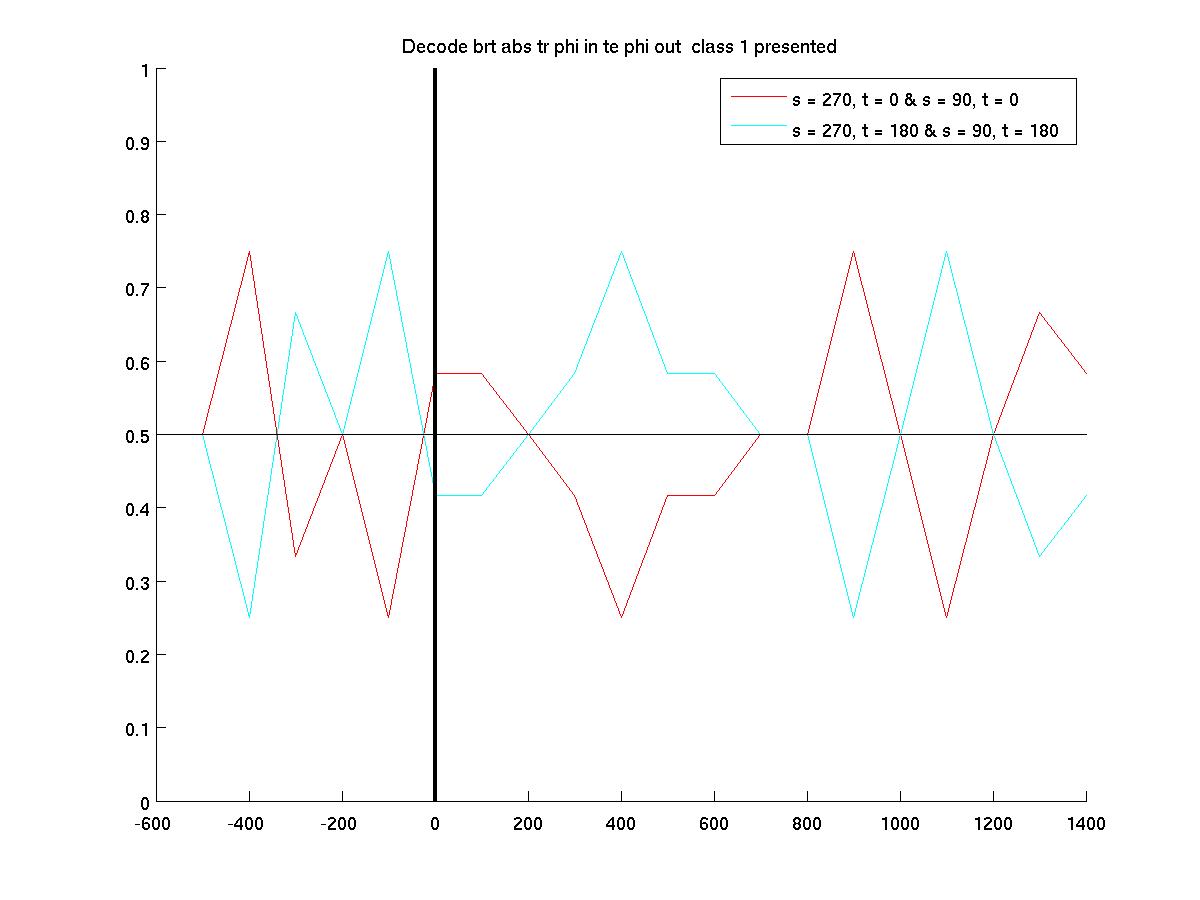 Decode brt abs tr phi in te phi out  class 1 presented
s = 270, t = 0 & s = 90, t = 0
s = 270, t = 180 & s = 90, t = 180
1
0.9
0.8
0.7
0.6
0.5
0.4
0.3
0.2
0.1
0
-600 -400 -200 0 200 400 600 800 1000 1200 1400